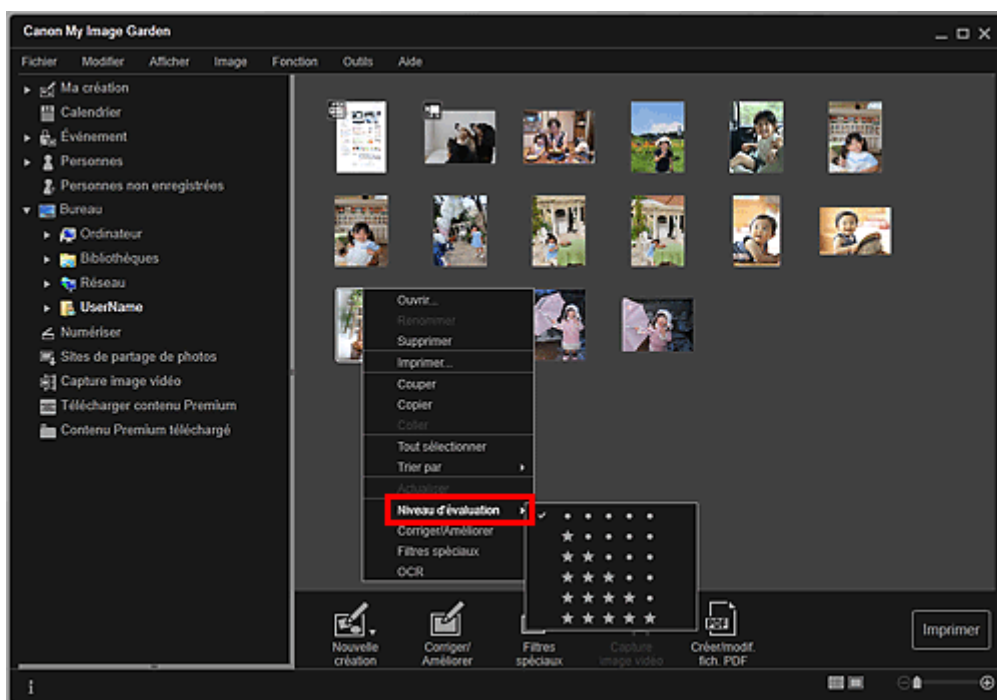 Canon My Image Garden
Fichier Modifier Afficher Image Fonction Outils Aide
Ma création
Calendrier
Événement
Personnes
Personnes non enregistrées
Bureau
Ordinateur
Bibliothèques
Réseau
UserName
Numériser
Sites de partage de photos
Capture image vidéo
Télécharger contenu Premium
Contenu Premium téléchargé
Ouvrir...
Renommer
Supprimer
Imprimer...
Couper
Copier
Coller
Tout sélectionner
Trier par
Actualiser
Niveau d'évaluation
Corriger/Améliorer
Filtres spéciaux
OCR
Nouvelle
création
Corriger/
Améliorer
Filtres
spéciaux
Capture
image vidéo
PDF
Créer/modif.
fich. PDF
Imprimer